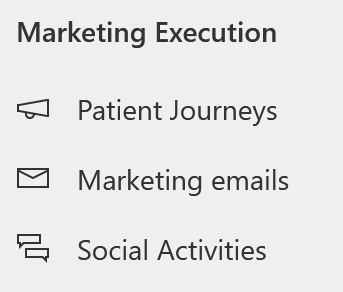 Marketing Execution
Patient Journeys
Marketing emails
Social Activities